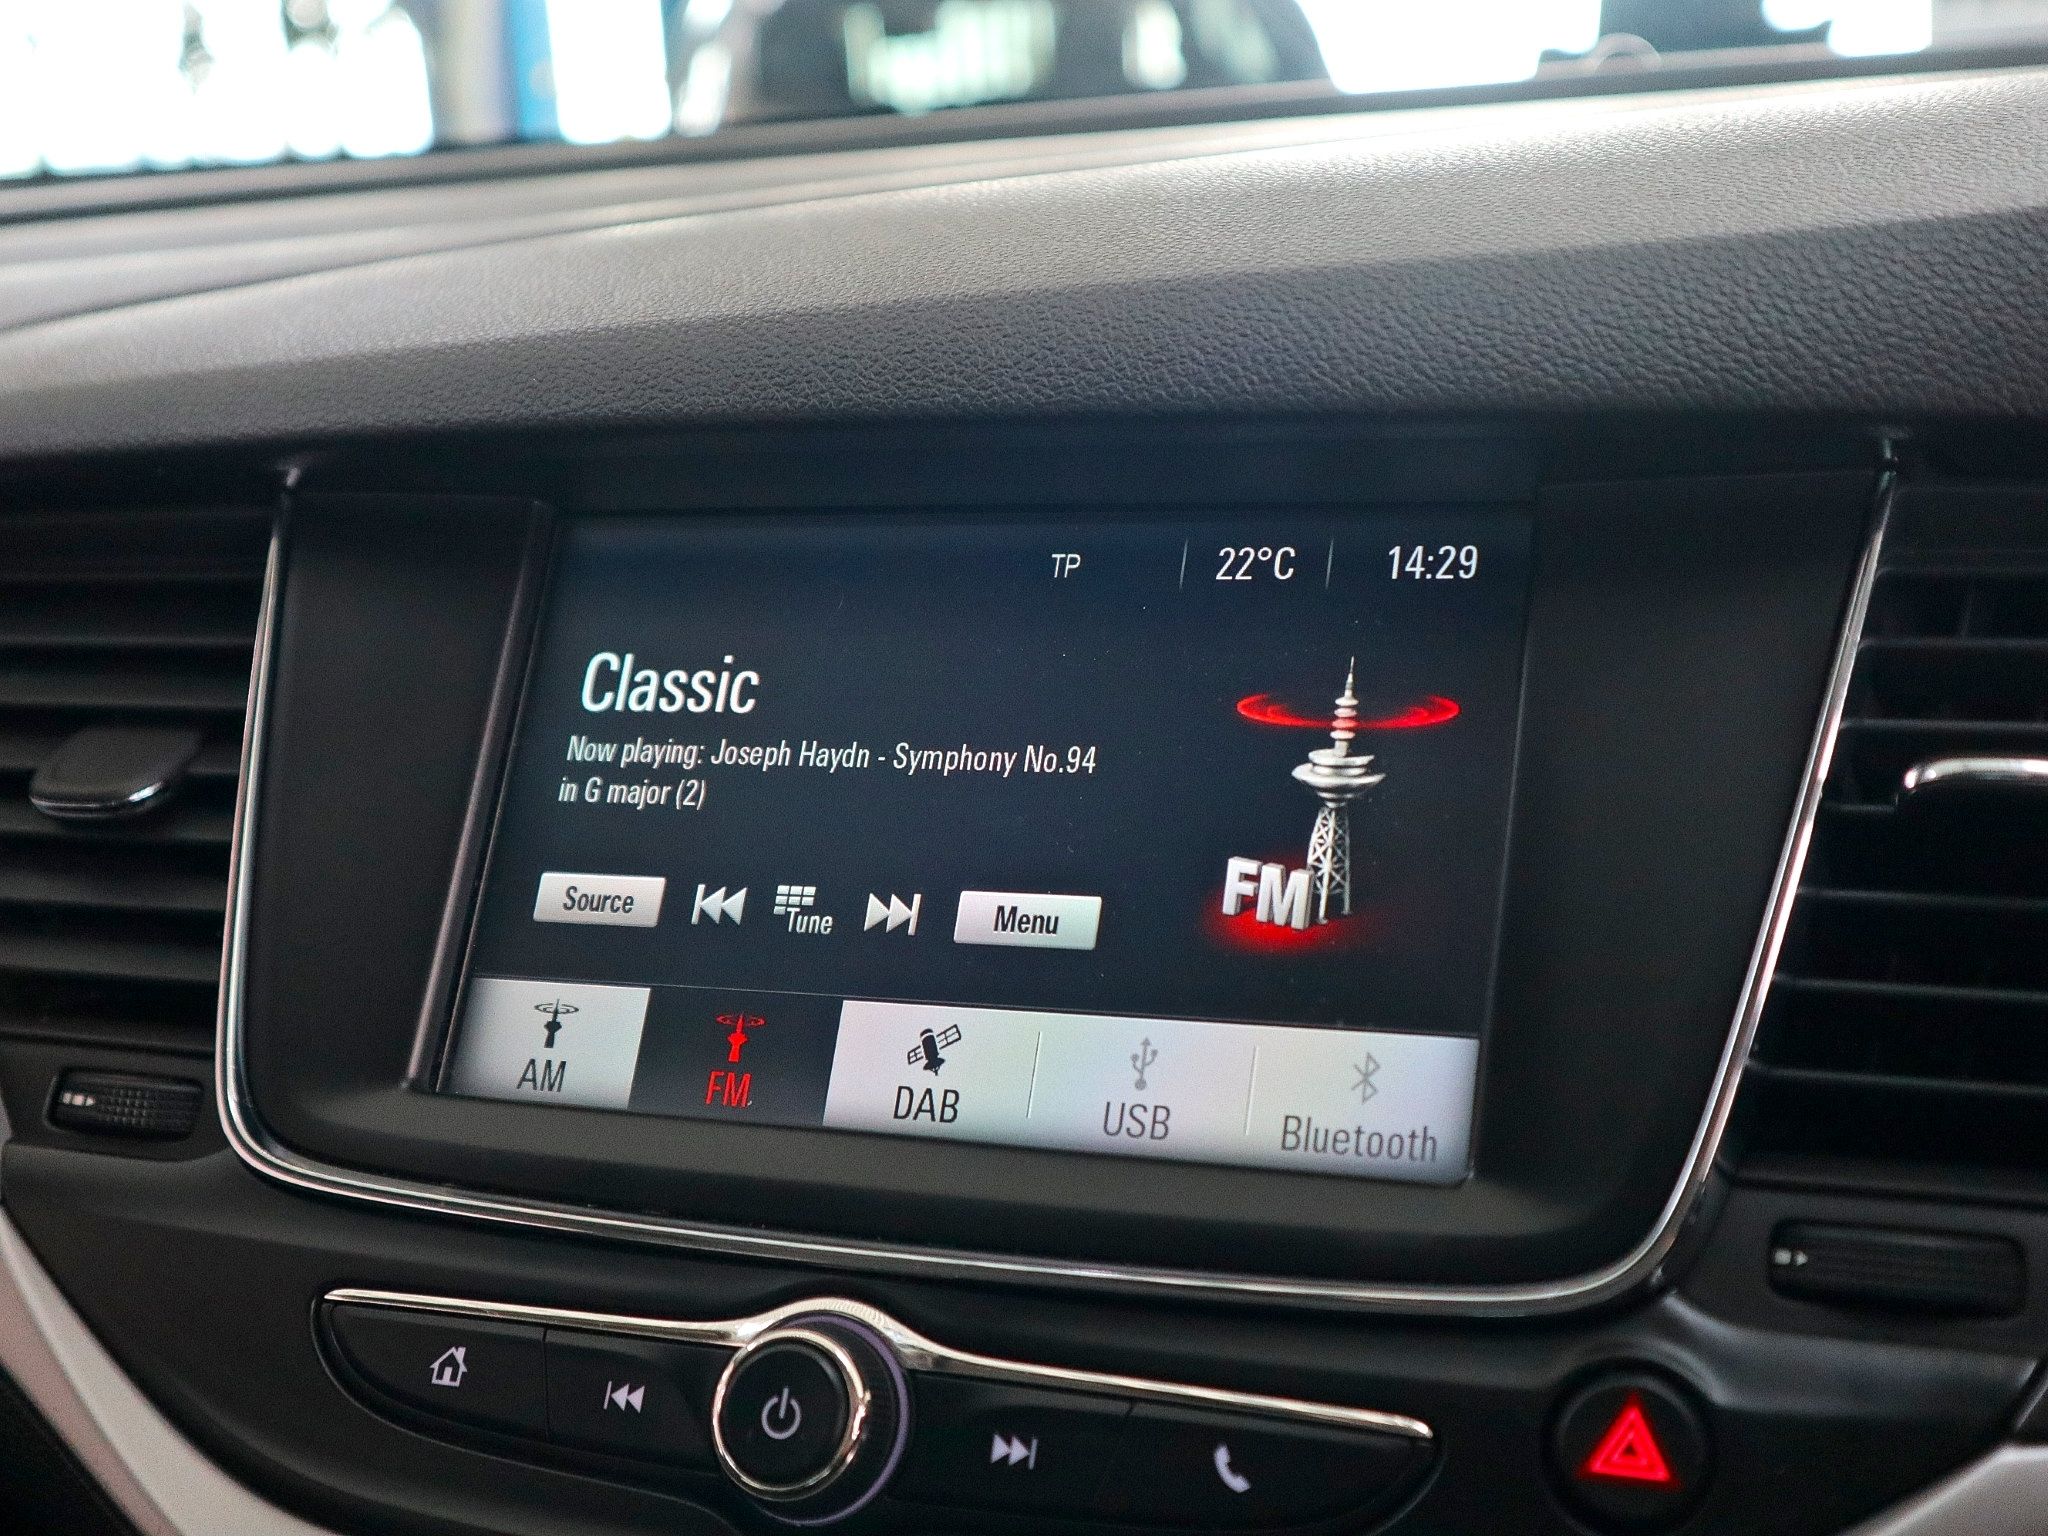 TP 22°C 14:29
Classic
Now playing: Joseph Haydn - Symphony No.94
in G major (2)
Source Tune Menu
FM
AM FM DAB USB Bluetooth